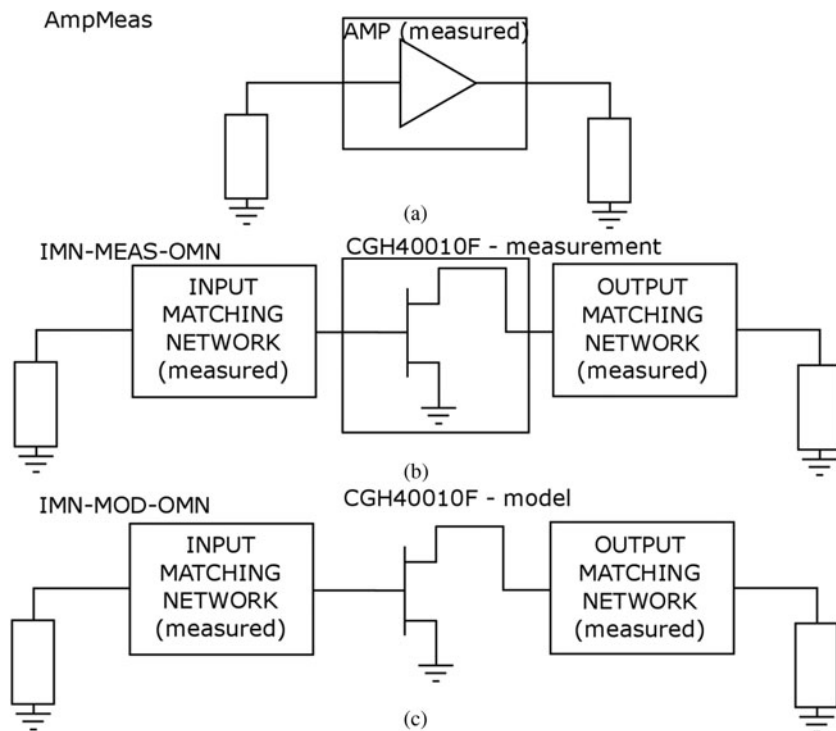 AmpMeas
AMP (measured)
(a)
IMN-MEAS-OMN
CGH40010F - measurement
INPUT
MATCHING
NETWORK
(measured)
OUTPUT
MATCHING
NETWORK
(measured)
(b)
IMN-MOD-OMN
CGH40010F - model
INPUT
MATCHING
NETWORK
(measured)
OUTPUT
MATCHING
NETWORK
(measured)
(c)